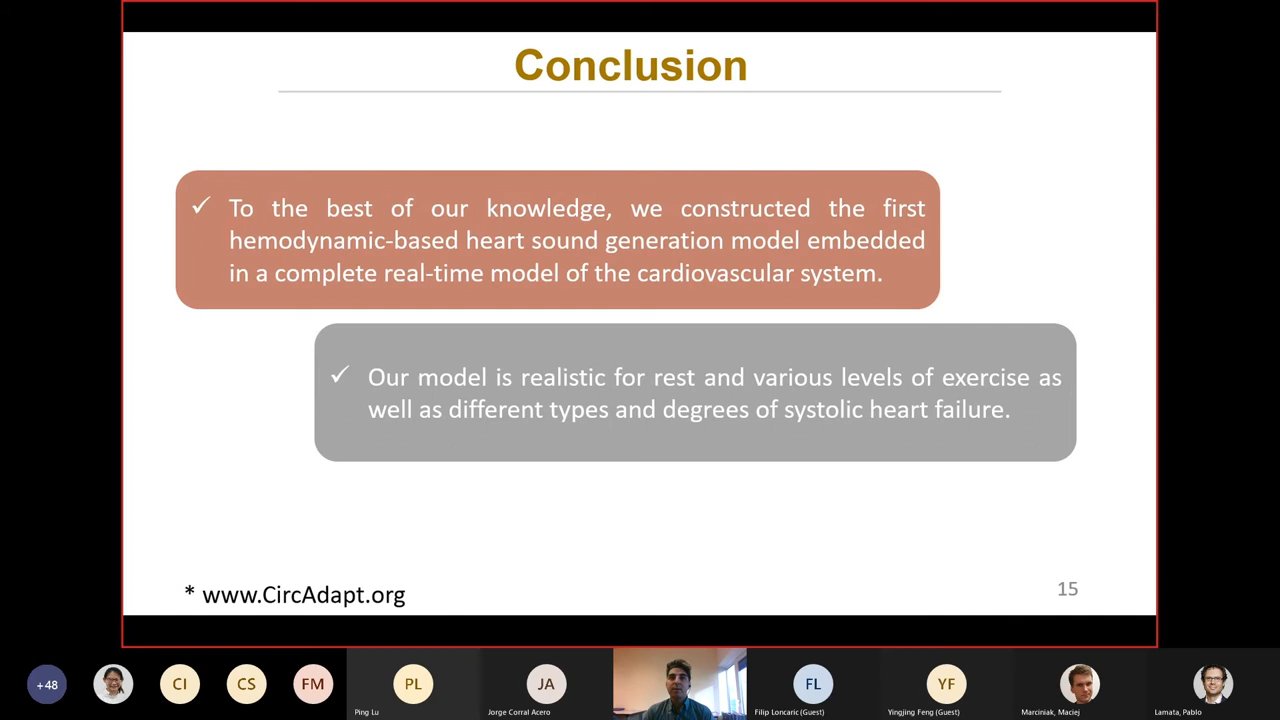 Conclusion
✓ To the best of our knowledge, we constructed the first
hemodynamic-based heart sound generation model embedded
in a complete real-time model of the cardiovascular system.
✓ Our model is realistic for rest and various levels of exercise as
well as different types and degrees of systolic heart failure.
* www.CircAdapt.org
15
+48
CI
CS
FM
PL
Ping Lu
JA
Jorge Corral Acero
FL
Filip Loncaric (Guest)
YF
Yingjing Feng (Guest)
Marciniak, Maciej
Lamata, Pablo